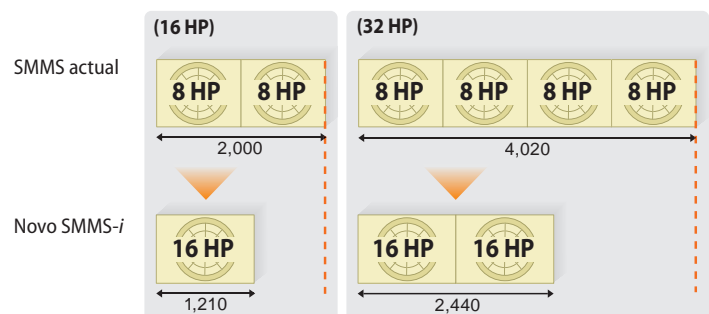 (16 HP) (32 HP)
SMMS actual
8 HP 8 HP 8 HP 8 HP 8 HP 8 HP
2,000 4,020
Novo SMMS-i
16 HP 16 HP 16 HP
1,210 2,440